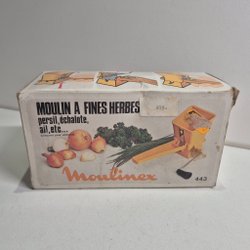 MOULIN A FINES HERBES
persil, échalote,
ail, etc...
Moulinex
443